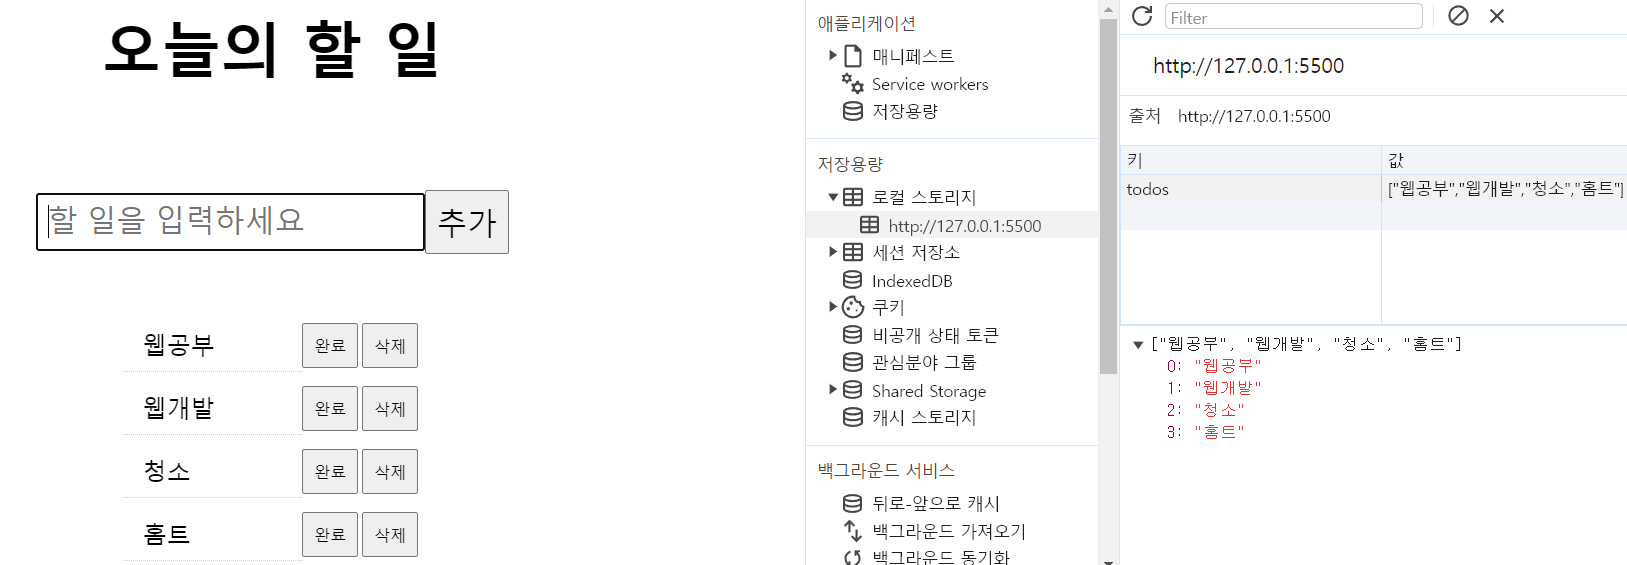 오늘의 할 일
할 일을 입력하세요
추가
웹공부
완료
삭제
웹개발
완료
삭제
청소
완료
삭제
홈트
완료
삭제
애플리케이션
매니페스트
Service workers
저장용량
저장용량
로컬 스토리지
http://127.0.0.1:5500
세션 저장소
IndexedDB
쿠키
비공개 상태 토큰
관심분야 그룹
Shared Storage
캐시 스토리지
백그라운드 서비스
뒤로-앞으로 캐시
백그라운드 가져오기
백그라운드 동기화
Filter
http://127.0.0.1:5500
출처 http://127.0.0.1:5500
키 값
todos ["웹공부","웹개발","청소","홈트"]
["웹공부", "웹개발", "청소", "홈트"]
0: "웹공부"
1: "웹개발"
2: "청소"
3: "홈트"